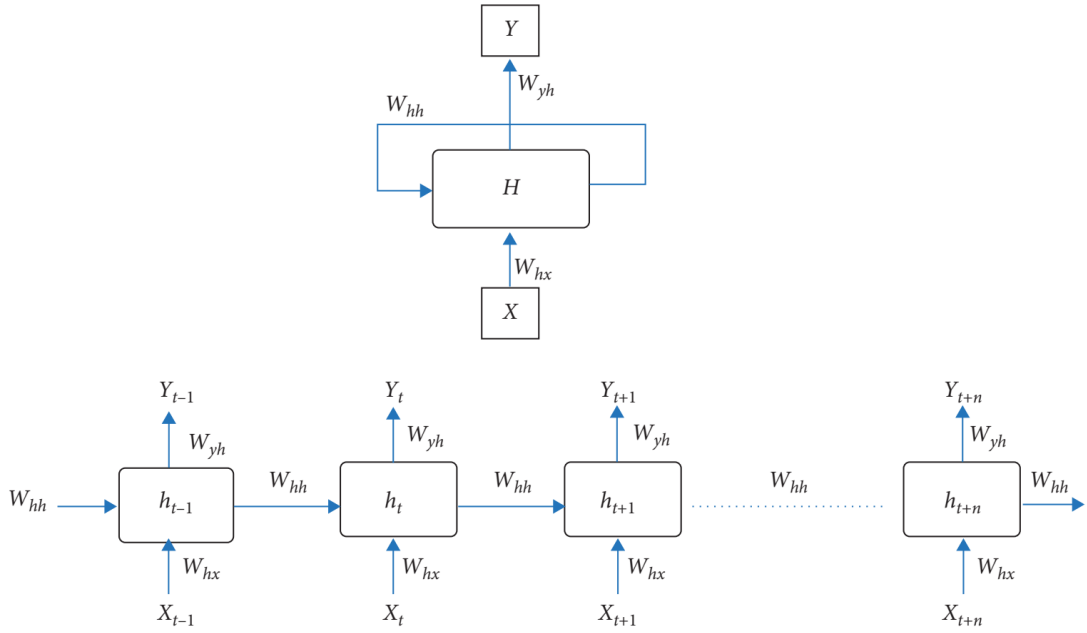 Y
W_yh
W_hh
H
W_hx
X
Y_t–1 Y_t Y_t+1 Y_t+n
W_yh W_yh W_yh W_yh
W_hh W_hh W_hh W_hh
W_hh h_t–1 h_t h_t+1 h_t+n
W_hx W_hx W_hx W_hx
X_t–1 X_t X_t+1 X_t+n